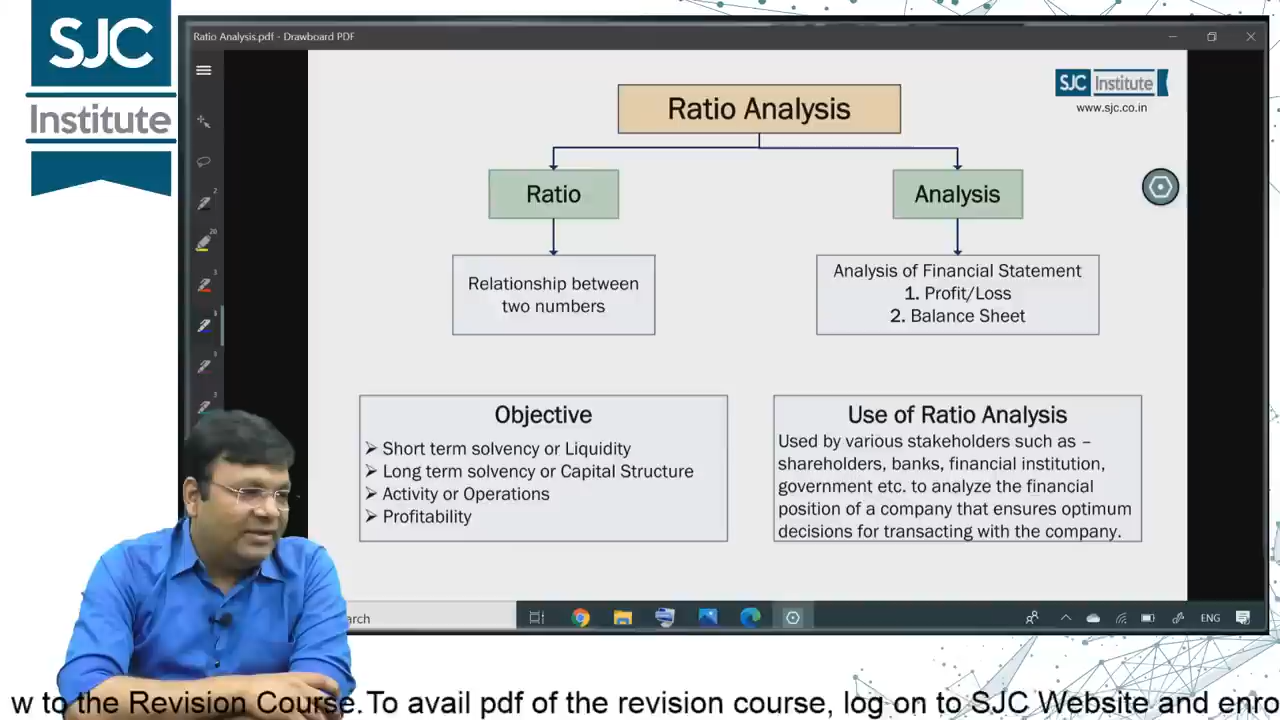 SJC
Institute
Ratio Analysis.pdf - Drawboard PDF
SJC Institute
www.sjc.co.in
Ratio Analysis
Ratio
Analysis
Relationship between
two numbers
Analysis of Financial Statement
1. Profit/Loss
2. Balance Sheet
Objective
➢ Short term solvency or Liquidity
➢ Long term solvency or Capital Structure
➢ Activity or Operations
➢ Profitability
Use of Ratio Analysis
Used by various stakeholders such as –
shareholders, banks, financial institution,
government etc. to analyze the financial
position of a company that ensures optimum
decisions for transacting with the company.
2
20
3
3
3
arch
ENG
w to the Revision Course. To avail pdf of the revision course, log on to SJC Website and enro